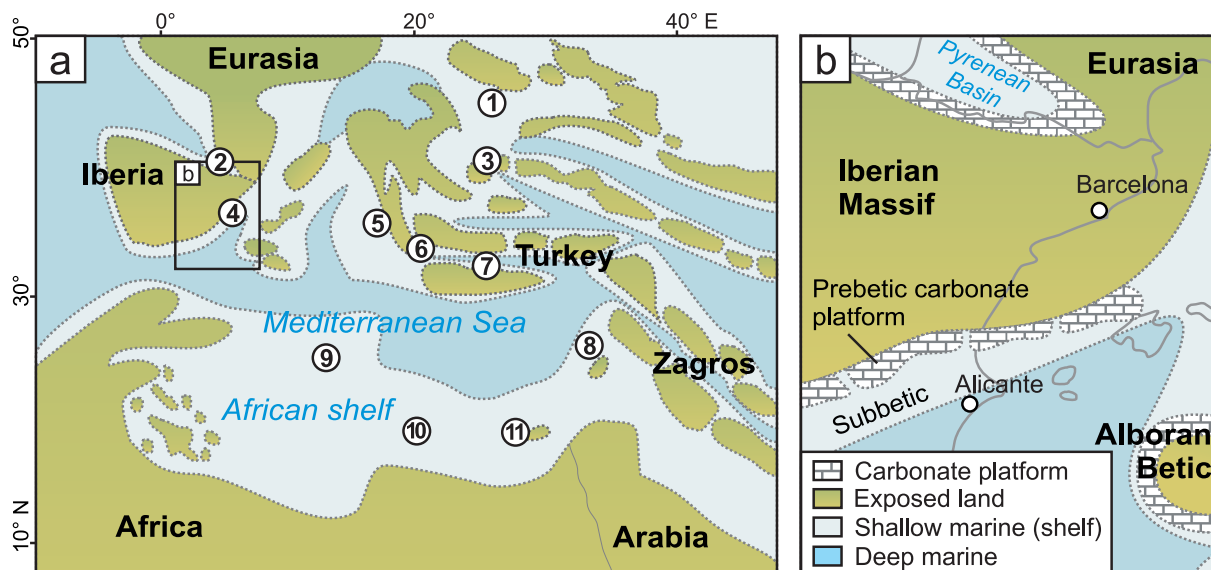 0°
20°
40° E
50°
30°
10° N
a
Eurasia
1
2
3
Iberia
b
4
5
6
7
Turkey
Mediterranean Sea
8
9
Zagros
African shelf
10
11
Africa
Arabia
b
Pyrenean
Basin
Eurasia
Iberian
Massif
Barcelona
Prebetic carbonate
platform
Subbetic
Alicante
Alboran
Betic
Carbonate platform
Exposed land
Shallow marine (shelf)
Deep marine